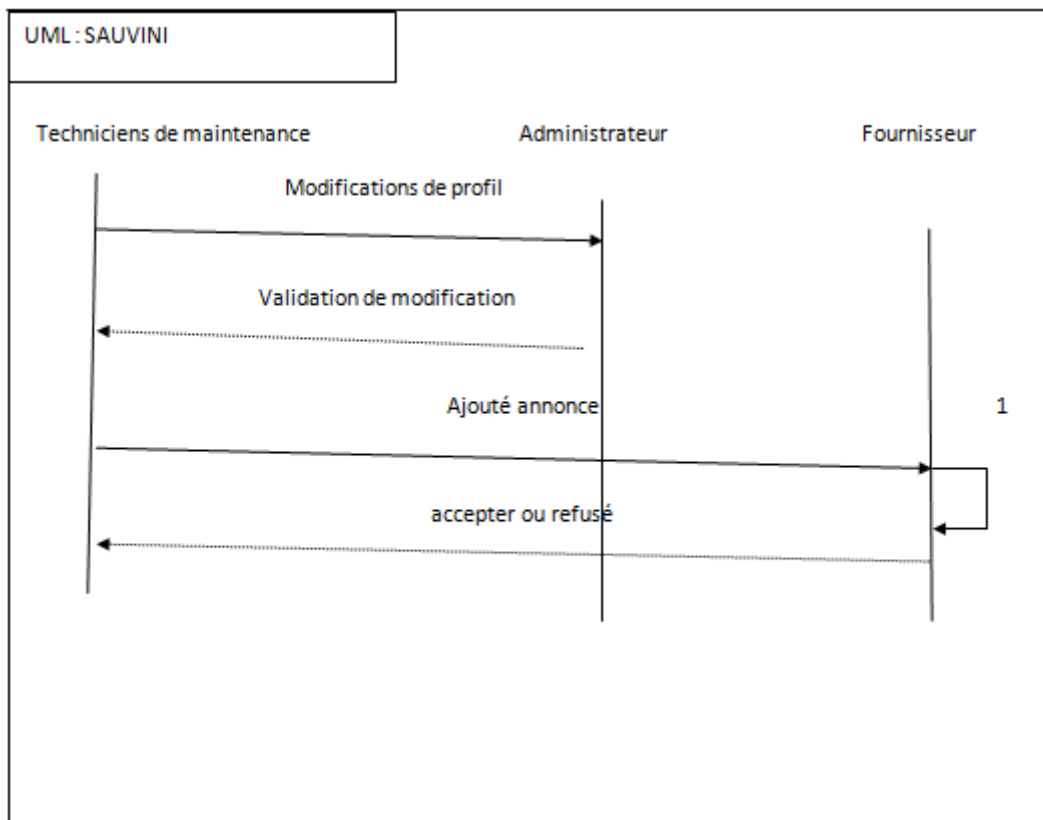 UML : SAUVINI
Techniciens de maintenance
Administrateur
Fournisseur
Modifications de profil
Validation de modification
Ajouté annonce
1
accepter ou refusé